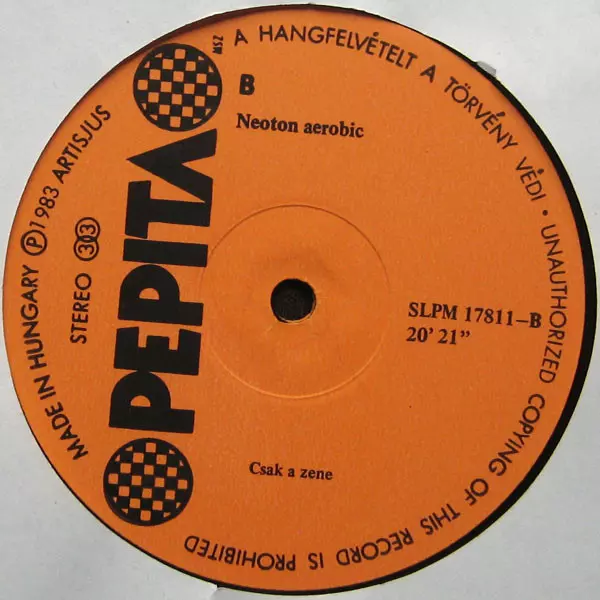 A HANGFELVÉTELT A TÖRVÉNY VÉDI • UNAUTHORIZED COPYING OF THIS RECORD IS PROHIBITED
MADE IN HUNGARY Ⓟ 1983 ARTISJUS
STEREO 33
PEPITA
MSZ
B
Neoton aerobic
SLPM 17811-B
20' 21"
Csak a zene